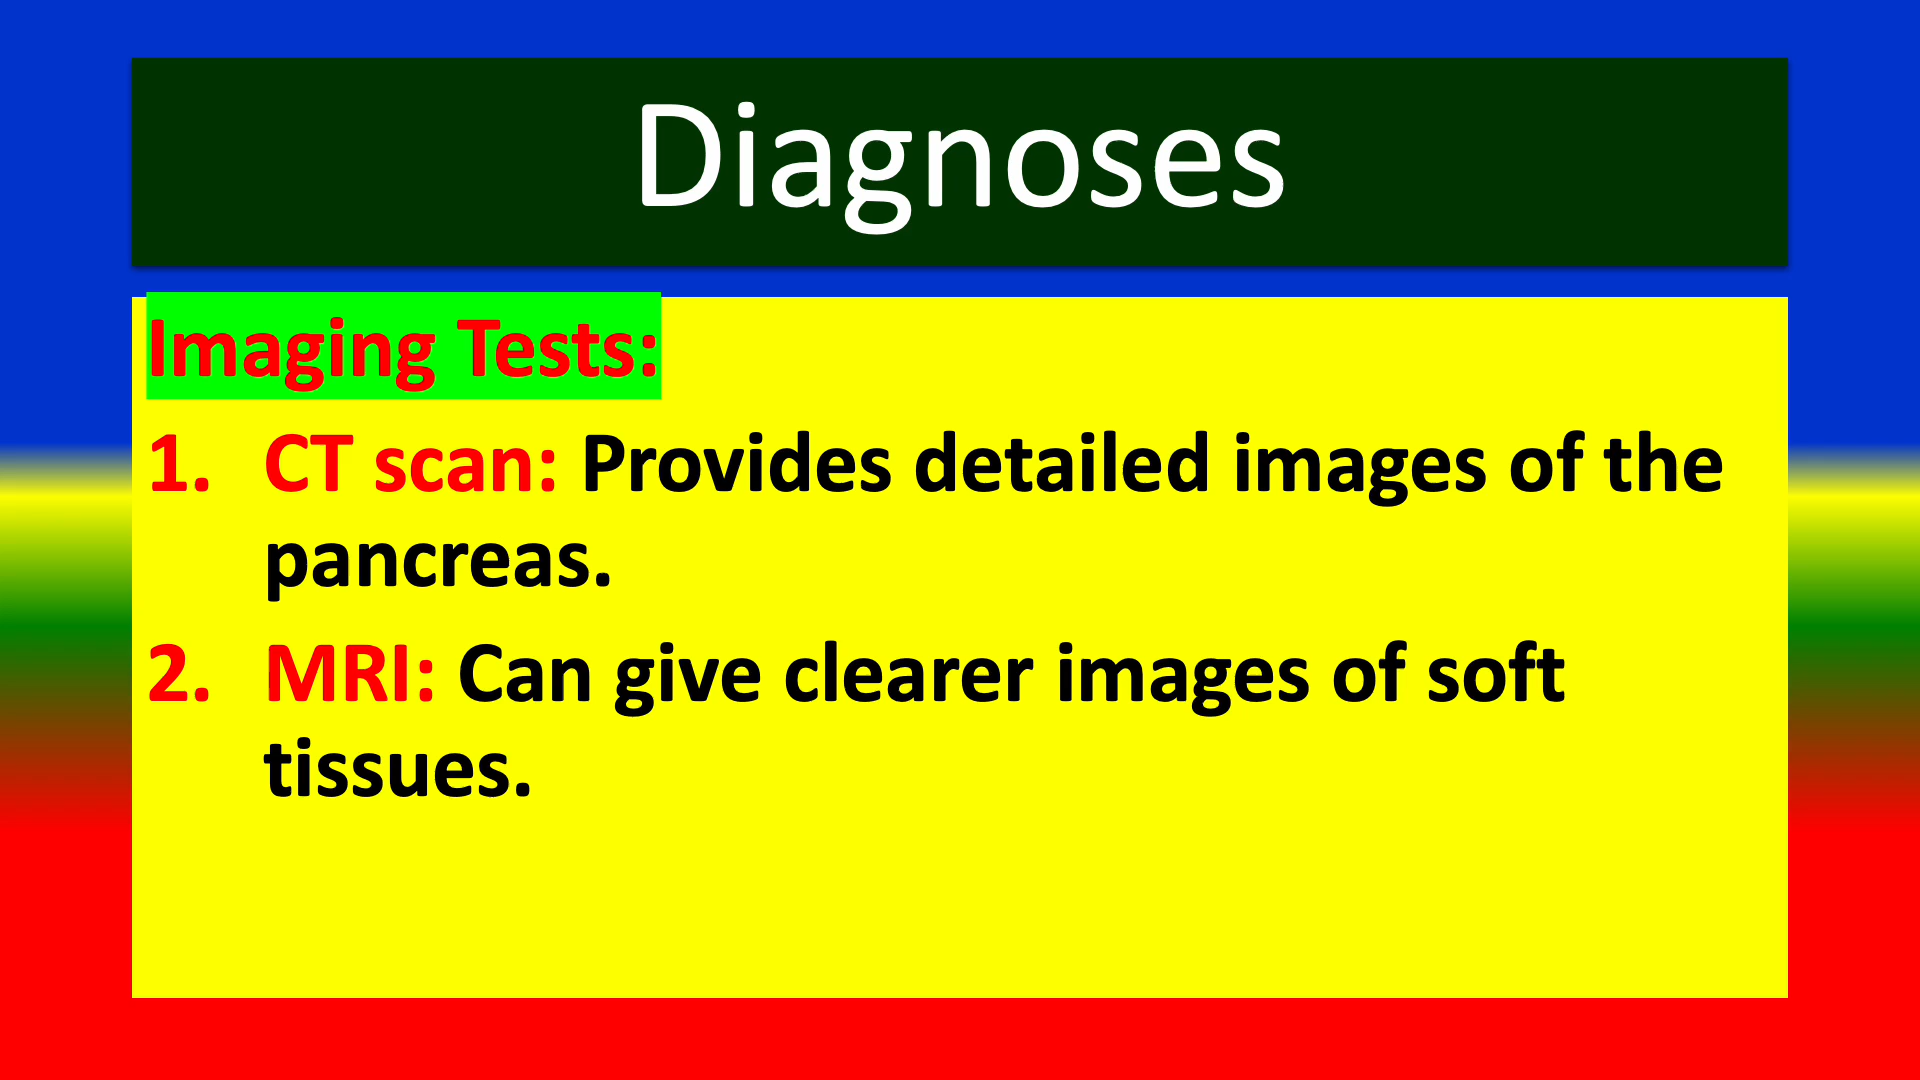 Diagnoses
Imaging Tests:
1. CT scan: Provides detailed images of the
pancreas.
2. MRI: Can give clearer images of soft
tissues.